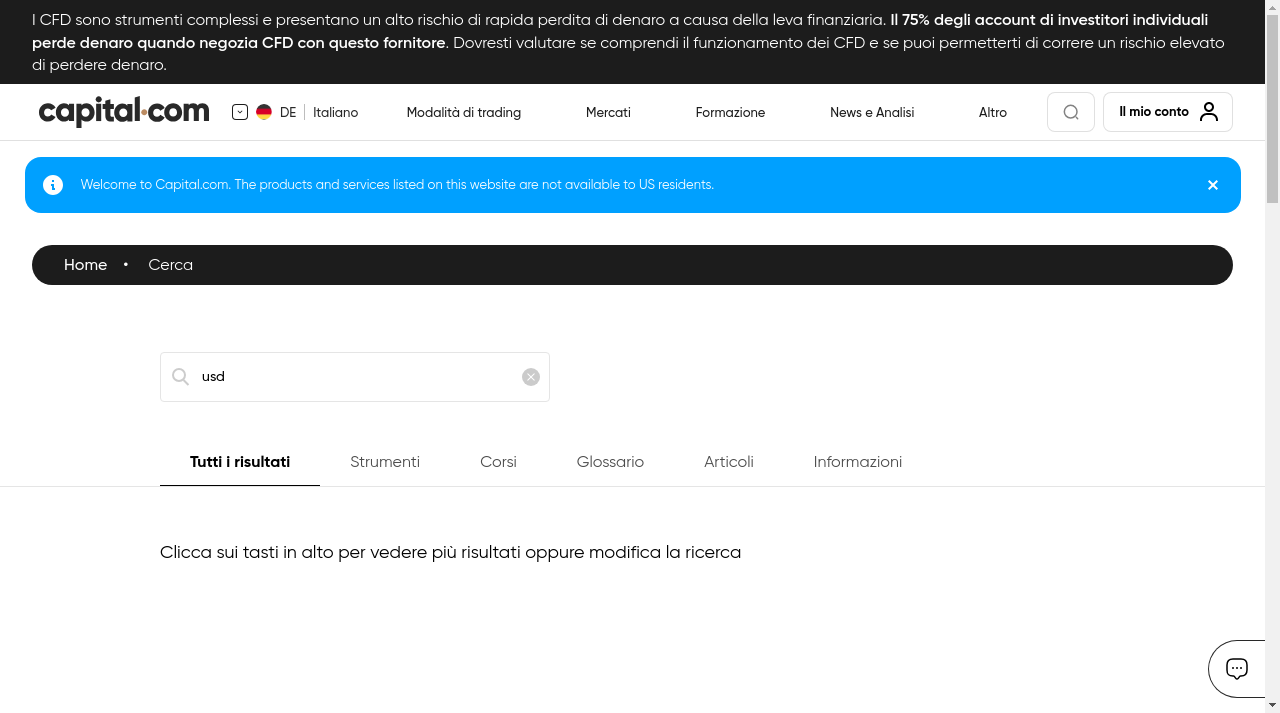 I CFD sono strumenti complessi e presentano un alto rischio di rapida perdita di denaro a causa della leva finanziaria. Il 75% degli account di investitori individuali
perde denaro quando negozia CFD con questo fornitore. Dovresti valutare se comprendi il funzionamento dei CFD e se puoi permetterti di correre un rischio elevato
di perdere denaro.
capital.com DE Italiano Modalità di trading Mercati Formazione News e Analisi Altro Il mio conto
Welcome to Capital.com. The products and services listed on this website are not available to US residents.
Home • Cerca
usd
Tutti i risultati Strumenti Corsi Glossario Articoli Informazioni
Clicca sui tasti in alto per vedere più risultati oppure modifica la ricerca